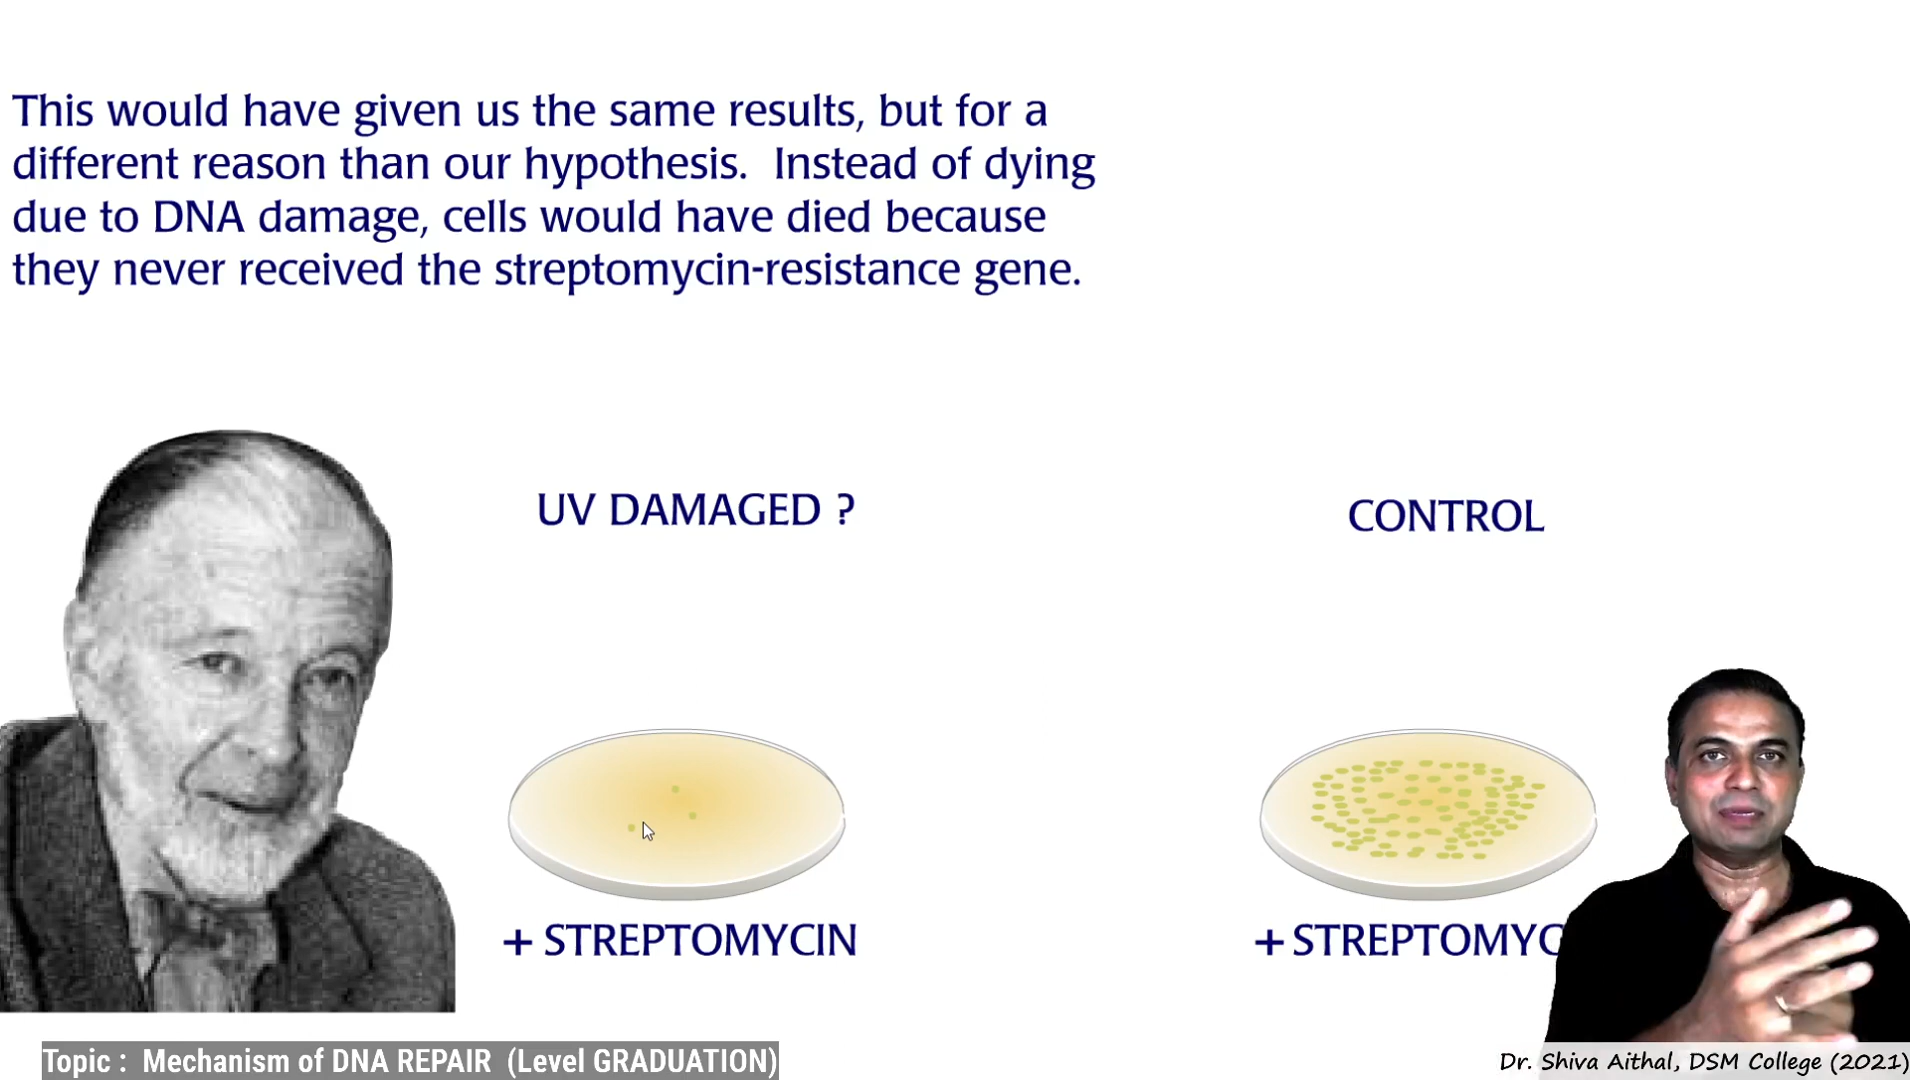 This would have given us the same results, but for a
different reason than our hypothesis.  Instead of dying
due to DNA damage, cells would have died because
they never received the streptomycin-resistance gene.
UV DAMAGED ?
CONTROL
+ STREPTOMYCIN
+ STREPTOMYC
Topic :  Mechanism of DNA REPAIR  (Level GRADUATION)
Dr. Shiva Aithal, DSM College (2021)